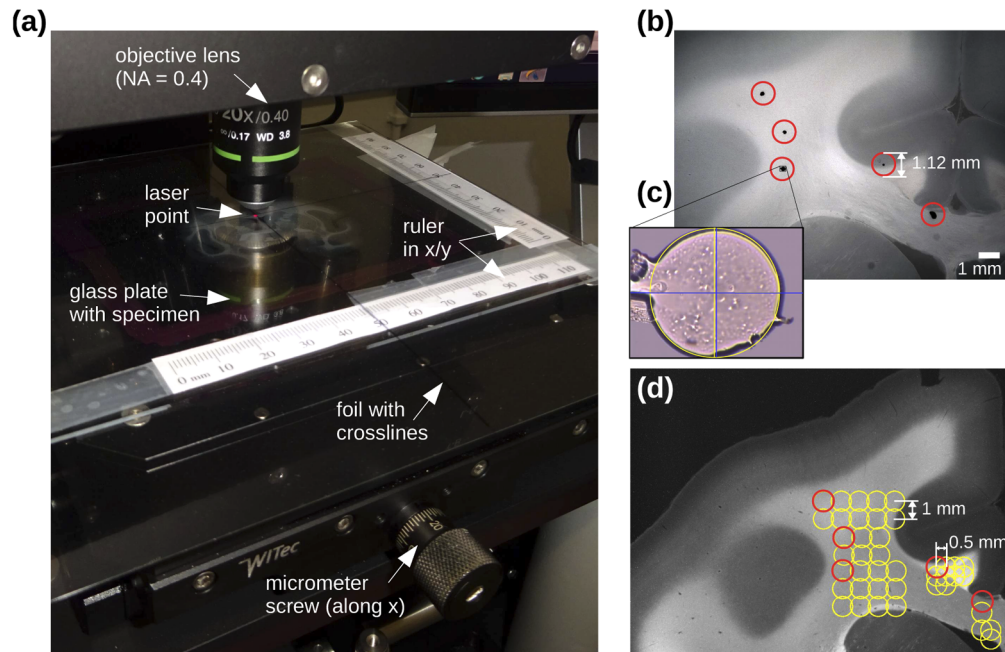 (a)
objective lens
(NA = 0.4)
20x/0.40
/0.17 WD 3.8
laser
point
ruler
in x/y
glass plate
with specimen
0 mm 10 20 30 40 50 60 70 80 90 100 110
foil with
crosslines
20
WITec
micrometer
screw (along x)
(b)
1.12 mm
1 mm
(c)
(d)
1 mm
0.5 mm